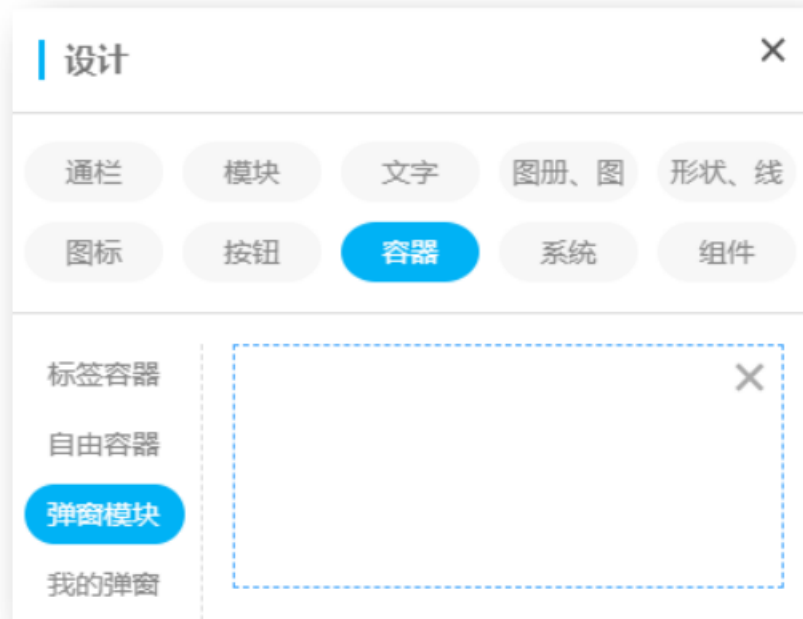 设计
通栏 模块 文字 图册、图 形状、线
图标 按钮 容器 系统 组件
标签容器
自由容器
弹窗模块
我的弹窗